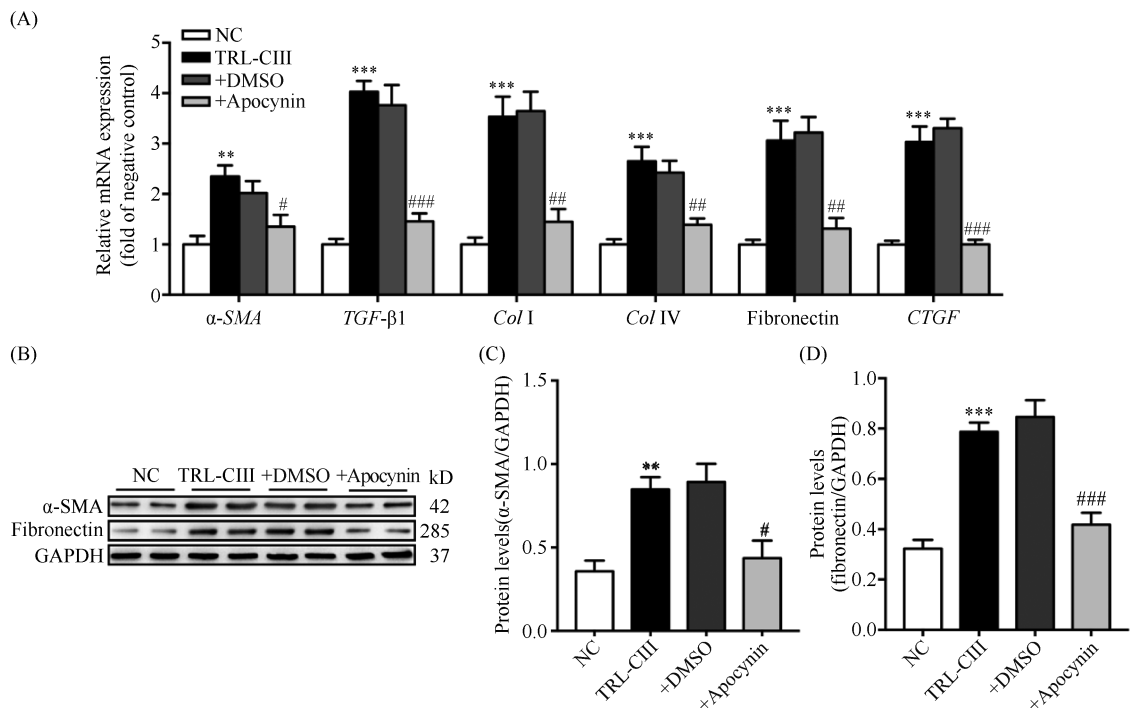 (A)
NC
TRL-CIII
+DMSO
+Apocynin
Relative mRNA expression
(fold of negative control)
5
4
3
2
1
0
** # *** ### *** ## *** ## *** ## *** ###
α-SMA TGF-β1 Col I Col IV Fibronectin CTGF
(B)
NC TRL-CIII +DMSO +Apocynin kD
α-SMA 42
Fibronectin 285
GAPDH 37
(C)
Protein levels(α-SMA/GAPDH)
1.5
1.0
0.5
0.0
** #
NC TRL-CIII +DMSO +Apocynin
(D)
Protein levels
(fibronectin/GAPDH)
1.0
0.8
0.6
0.4
0.2
0.0
*** ###
NC TRL-CIII +DMSO +Apocynin